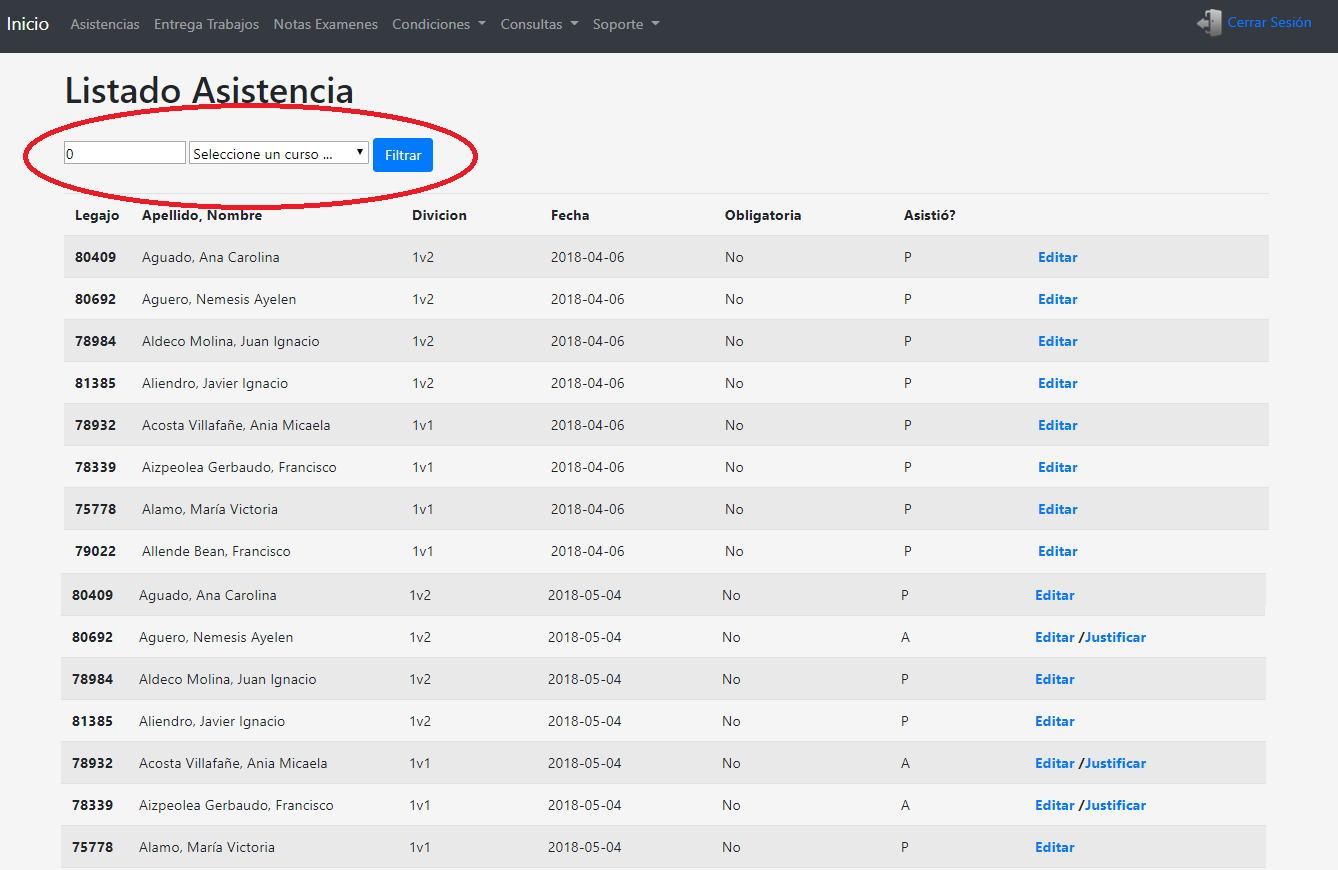 Inicio Asistencias Entrega Trabajos Notas Examenes Condiciones Consultas Soporte Cerrar Sesión
Listado Asistencia
0 Seleccione un curso ... Filtrar
Legajo Apellido, Nombre Divicion Fecha Obligatoria Asistió?
80409 Aguado, Ana Carolina 1v2 2018-04-06 No P Editar
80692 Aguero, Nemesis Ayelen 1v2 2018-04-06 No P Editar
78984 Aldeco Molina, Juan Ignacio 1v2 2018-04-06 No P Editar
81385 Aliendro, Javier Ignacio 1v2 2018-04-06 No P Editar
78932 Acosta Villafañe, Ania Micaela 1v1 2018-04-06 No P Editar
78339 Aizpeolea Gerbaudo, Francisco 1v1 2018-04-06 No P Editar
75778 Alamo, María Victoria 1v1 2018-04-06 No P Editar
79022 Allende Bean, Francisco 1v1 2018-04-06 No P Editar
80409 Aguado, Ana Carolina 1v2 2018-05-04 No P Editar
80692 Aguero, Nemesis Ayelen 1v2 2018-05-04 No A Editar /Justificar
78984 Aldeco Molina, Juan Ignacio 1v2 2018-05-04 No P Editar
81385 Aliendro, Javier Ignacio 1v2 2018-05-04 No P Editar
78932 Acosta Villafañe, Ania Micaela 1v1 2018-05-04 No A Editar /Justificar
78339 Aizpeolea Gerbaudo, Francisco 1v1 2018-05-04 No A Editar /Justificar
75778 Alamo, María Victoria 1v1 2018-05-04 No P Editar